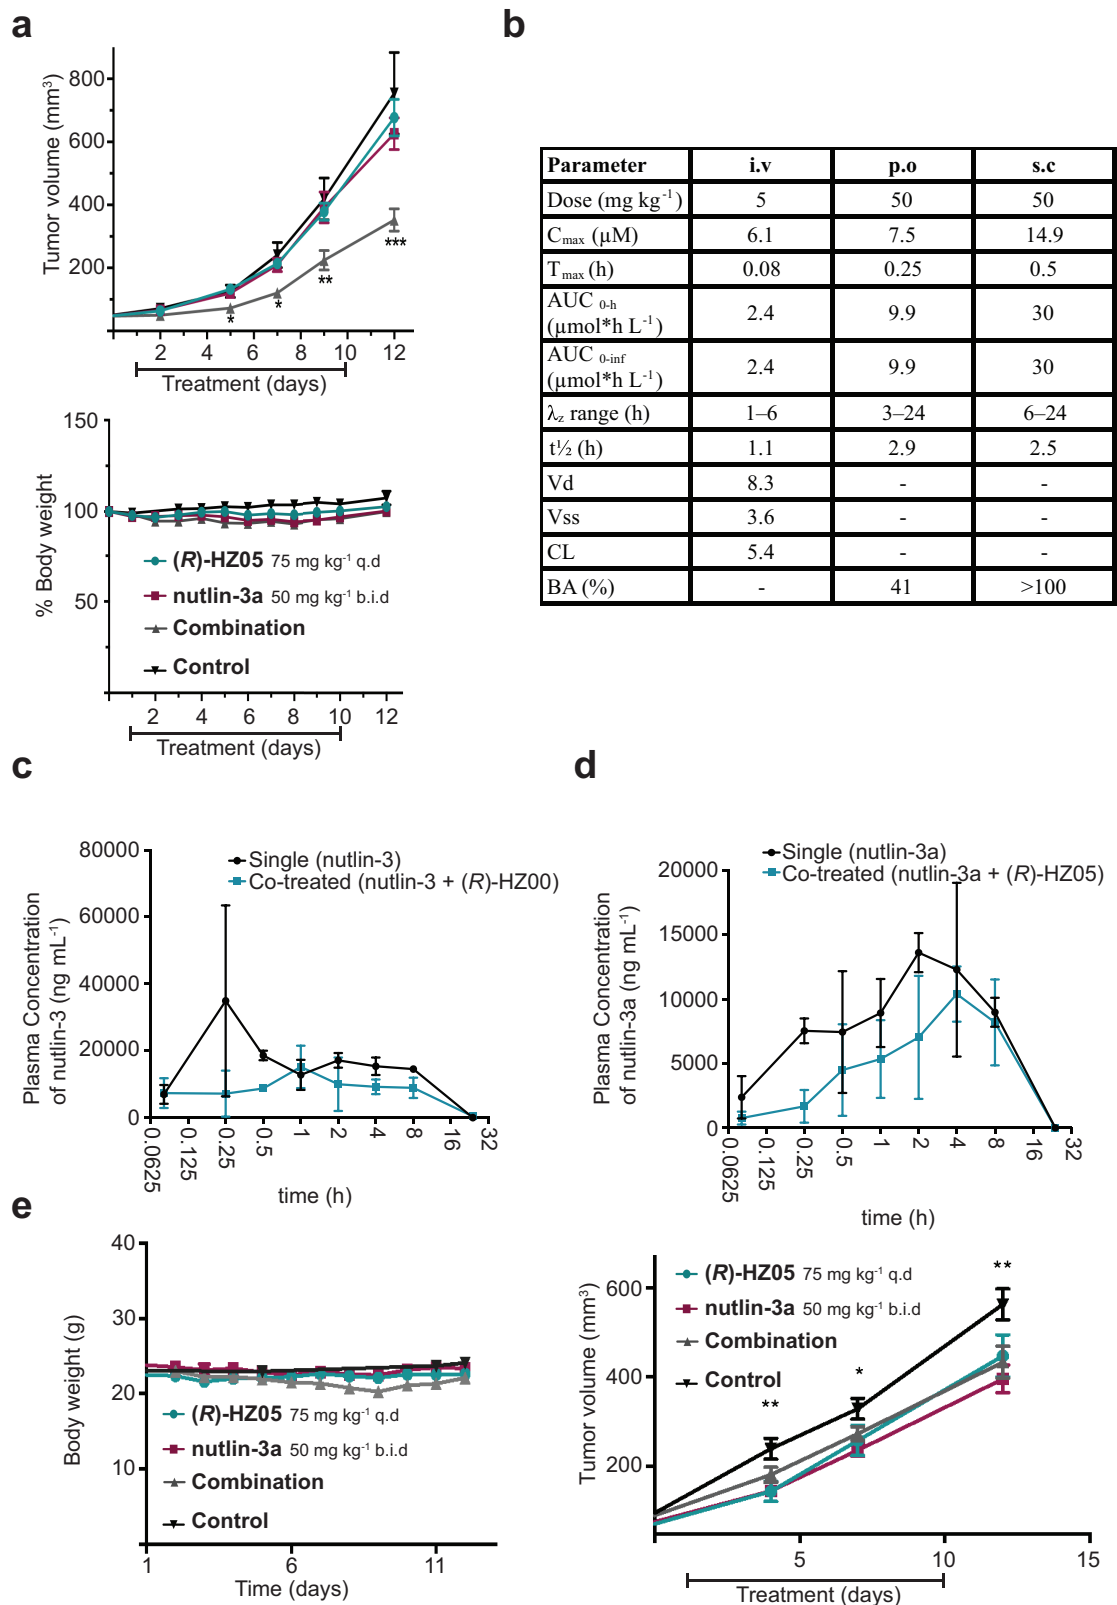 a
Tumor volume (mm³)
800
600
400
200
2 4 6 8 10 12
* * ** ***
Treatment (days)
% Body weight
150
100
50
(R)-HZ05 75 mg kg⁻¹ q.d
nutlin-3a 50 mg kg⁻¹ b.i.d
Combination
Control
2 4 6 8 10 12
Treatment (days)
b
Parameter i.v p.o s.c
Dose (mg kg⁻¹) 5 50 50
Cmax (µM) 6.1 7.5 14.9
Tmax (h) 0.08 0.25 0.5
AUC 0-h
(µmol*h L⁻¹) 2.4 9.9 30
AUC 0-inf
(µmol*h L⁻¹) 2.4 9.9 30
λz range (h) 1–6 3–24 6–24
t½ (h) 1.1 2.9 2.5
Vd 8.3 - -
Vss 3.6 - -
CL 5.4 - -
BA (%) - 41 >100
c
Plasma Concentration
of nutlin-3 (ng mL⁻¹)
80000
60000
40000
20000
0
Single (nutlin-3)
Co-treated (nutlin-3 + (R)-HZ00)
0.0625 0.125 0.25 0.5 1 2 4 8 16 32
time (h)
d
Plasma Concentration
of nutlin-3a (ng mL⁻¹)
20000
15000
10000
5000
0
Single (nutlin-3a)
Co-treated (nutlin-3a + (R)-HZ05)
0.0625 0.125 0.25 0.5 1 2 4 8 16 32
time (h)
e
Body weight (g)
40
30
20
10
(R)-HZ05 75 mg kg⁻¹ q.d
nutlin-3a 50 mg kg⁻¹ b.i.d
Combination
Control
1 6 11
Time (days)
Tumor volume (mm³)
600
400
200
(R)-HZ05 75 mg kg⁻¹ q.d
nutlin-3a 50 mg kg⁻¹ b.i.d
Combination
Control
** * **
5 10 15
Treatment (days)